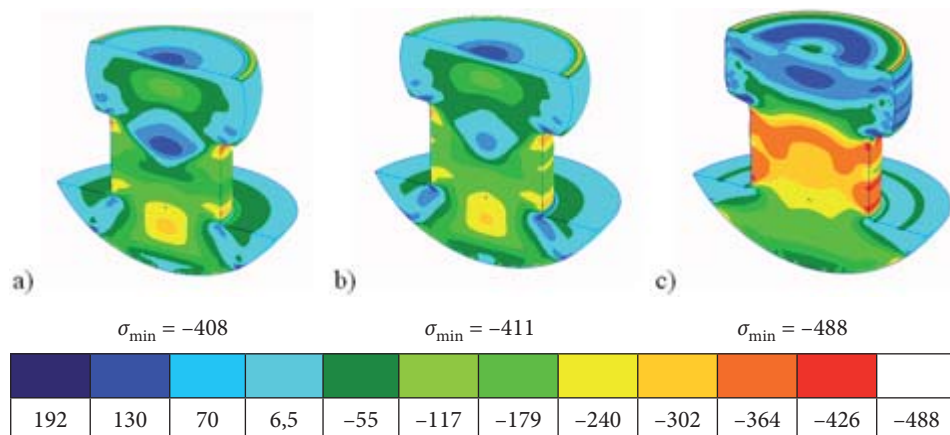 a) b) c)
σmin = –408 σmin = –411 σmin = –488
192 130 70 6,5 –55 –117 –179 –240 –302 –364 –426 –488